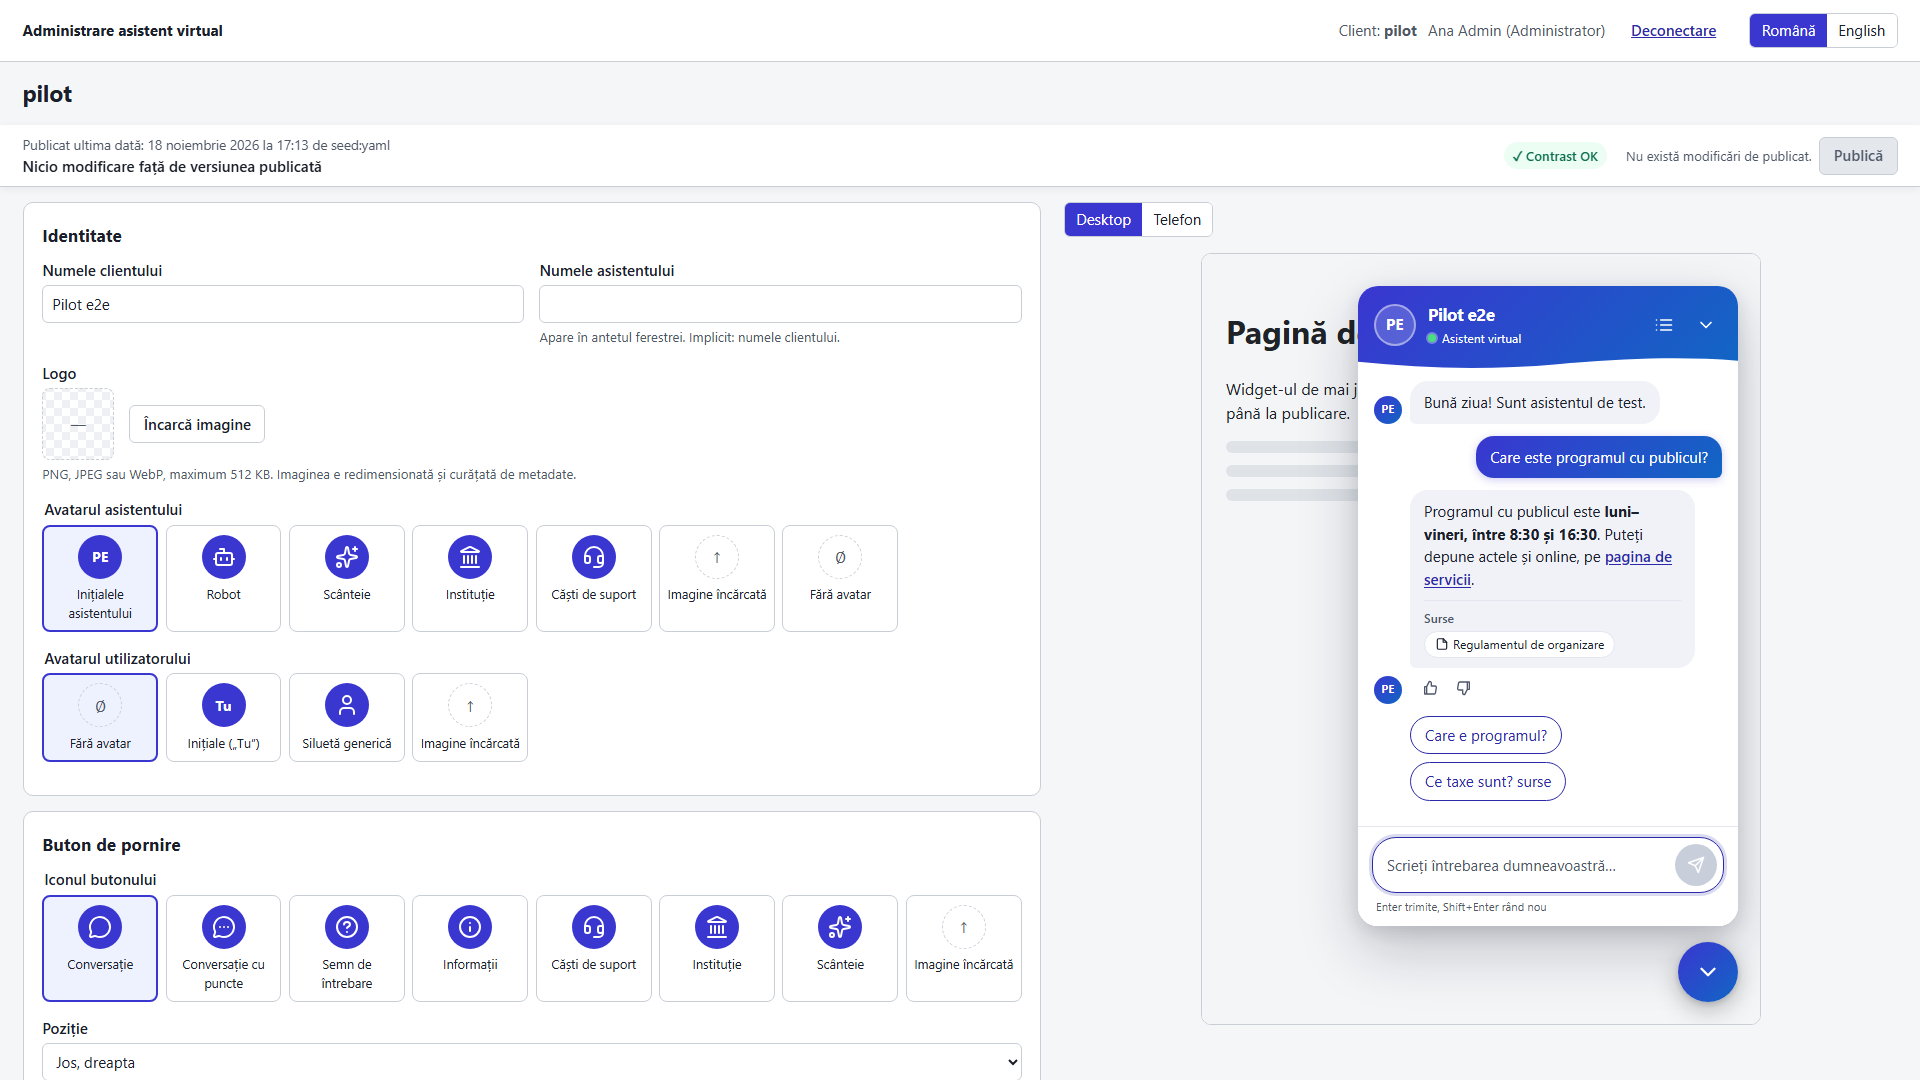 Administrare asistent virtual
Client: pilot Ana Admin (Administrator) Deconectare Română English
pilot
Publicat ultima dată: 18 noiembrie 2026 la 17:13 de seed:yaml
Nicio modificare față de versiunea publicată
✓ Contrast OK Nu există modificări de publicat. Publică
Identitate
Numele clientului
Pilot e2e
Numele asistentului
Apare în antetul ferestrei. Implicit: numele clientului.
Logo
—
Încarcă imagine
PNG, JPEG sau WebP, maximum 512 KB. Imaginea e redimensionată și curățată de metadate.
Avatarul asistentului
PE
Inițialele
asistentului
Robot
Scânteie
Instituție
Căști de suport
↑
Imagine încărcată
Ø
Fără avatar
Avatarul utilizatorului
Ø
Fără avatar
Tu
Inițiale („Tu”)
Siluetă generică
↑
Imagine încărcată
Buton de pornire
Iconul butonului
Conversație
Conversație cu
puncte
Semn de
întrebare
Informații
Căști de suport
Instituție
Scânteie
↑
Imagine încărcată
Poziție
Jos, dreapta
Desktop Telefon
Pagină d
Widget-ul de mai j
până la publicare.
PE
Pilot e2e
Asistent virtual
PE
Bună ziua! Sunt asistentul de test.
Care este programul cu publicul?
Programul cu publicul este luni–
vineri, între 8:30 și 16:30. Puteți
depune actele și online, pe pagina de
servicii.
Surse
Regulamentul de organizare
PE
Care e programul?
Ce taxe sunt? surse
Scrieți întrebarea dumneavoastră...
Enter trimite, Shift+Enter rând nou